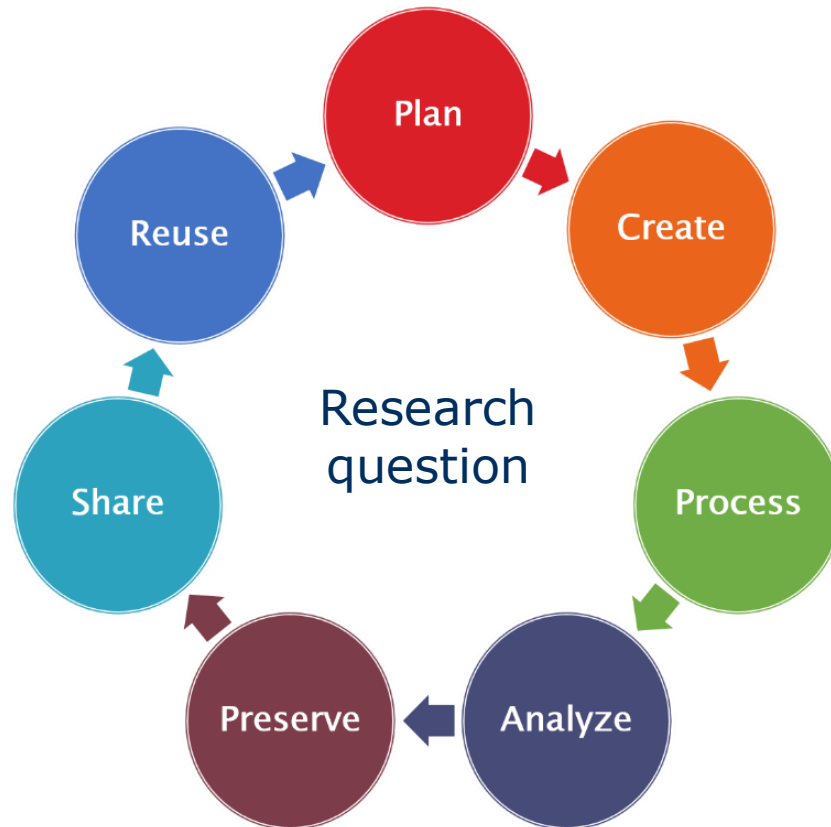 Plan
Create
Process
Analyze
Preserve
Share
Reuse
Research
question